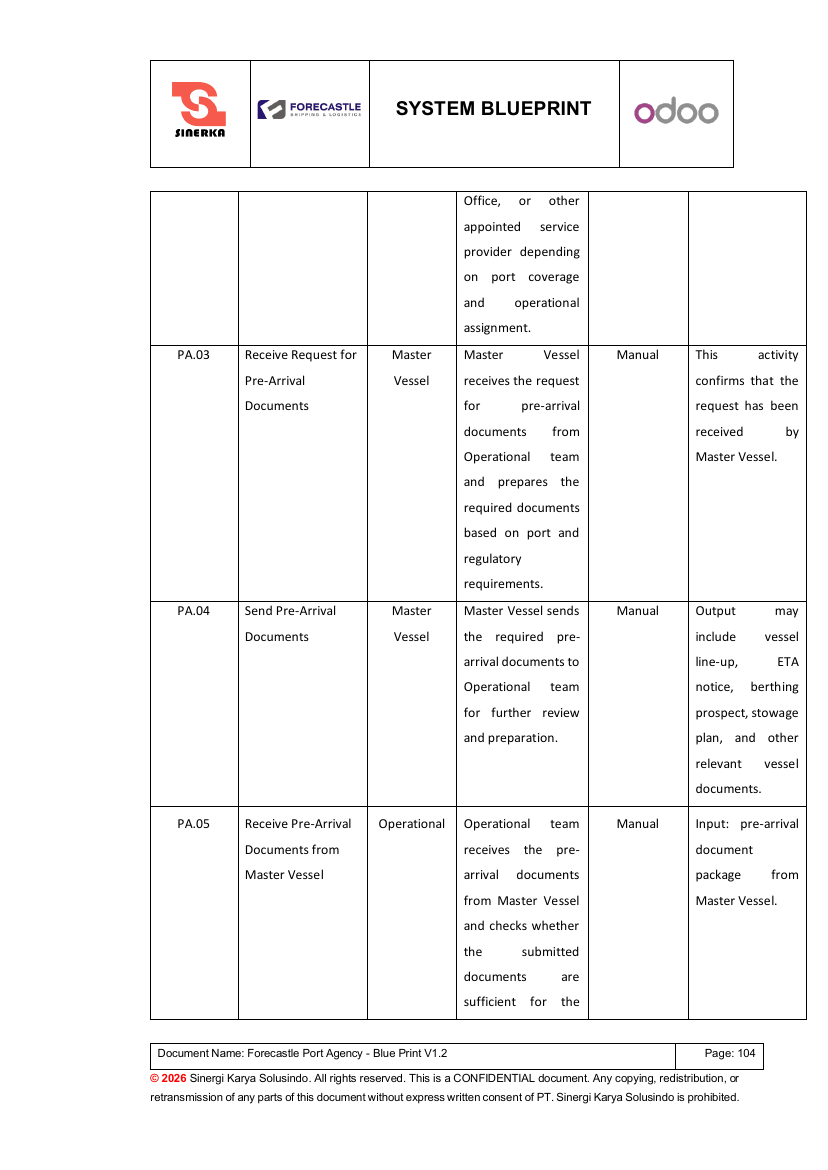 SINERKA
FORECASTLE
SHIPPING & LOGISTICS
SYSTEM BLUEPRINT
odoo
Office, or other
appointed service
provider depending
on port coverage
and operational
assignment.
PA.03
Receive Request for
Pre-Arrival
Documents
Master
Vessel
Master Vessel
receives the request
for pre-arrival
documents from
Operational team
and prepares the
required documents
based on port and
regulatory
requirements.
Manual
This activity
confirms that the
request has been
received by
Master Vessel.
PA.04
Send Pre-Arrival
Documents
Master
Vessel
Master Vessel sends
the required pre-
arrival documents to
Operational team
for further review
and preparation.
Manual
Output may
include vessel
line-up, ETA
notice, berthing
prospect, stowage
plan, and other
relevant vessel
documents.
PA.05
Receive Pre-Arrival
Documents from
Master Vessel
Operational
Operational team
receives the pre-
arrival documents
from Master Vessel
and checks whether
the submitted
documents are
sufficient for the
Manual
Input: pre-arrival
document
package from
Master Vessel.
Document Name: Forecastle Port Agency - Blue Print V1.2
Page: 104
© 2026 Sinergi Karya Solusindo. All rights reserved. This is a CONFIDENTIAL document. Any copying, redistribution, or
retransmission of any parts of this document without express written consent of PT. Sinergi Karya Solusindo is prohibited.